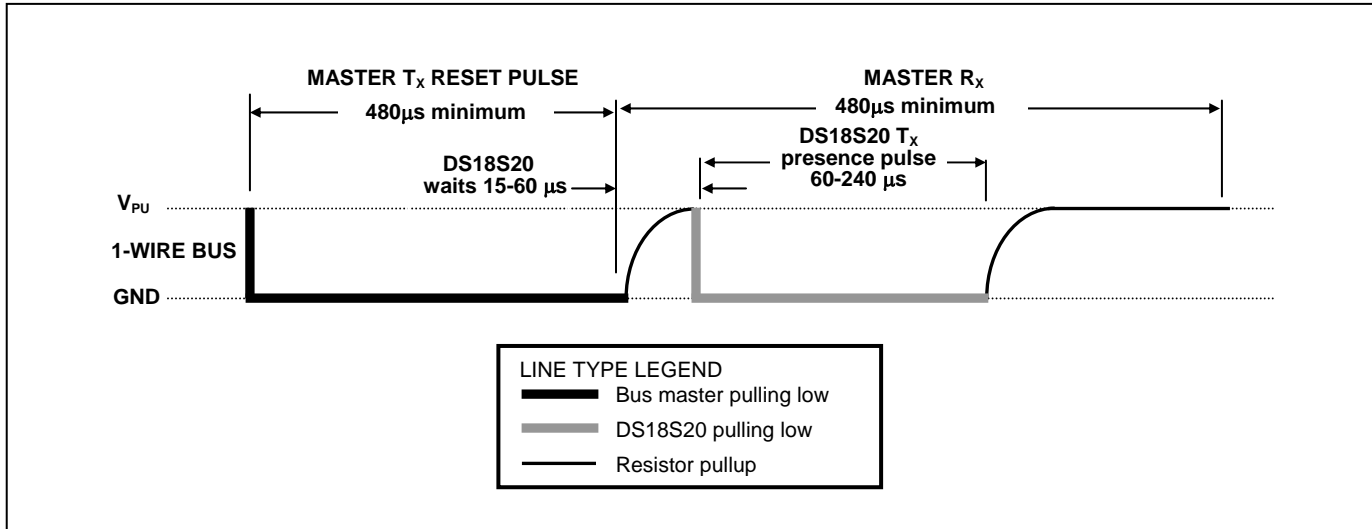 MASTER TX RESET PULSE
480μs minimum
MASTER RX
480μs minimum
DS18S20
waits 15-60 μs
DS18S20 TX
presence pulse
60-240 μs
VPU
1-WIRE BUS
GND
LINE TYPE LEGEND
Bus master pulling low
DS18S20 pulling low
Resistor pullup